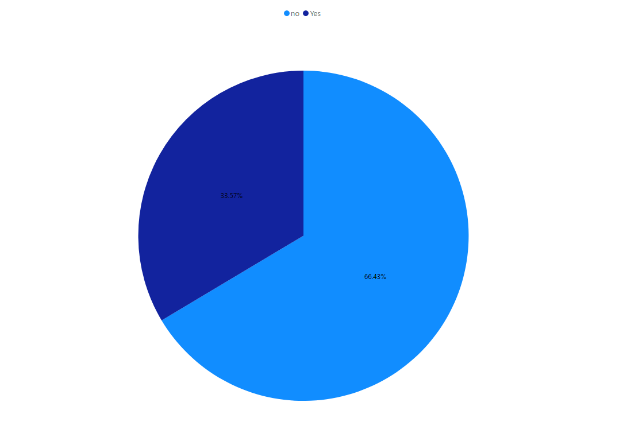 no Yes
33.57%
66.43%